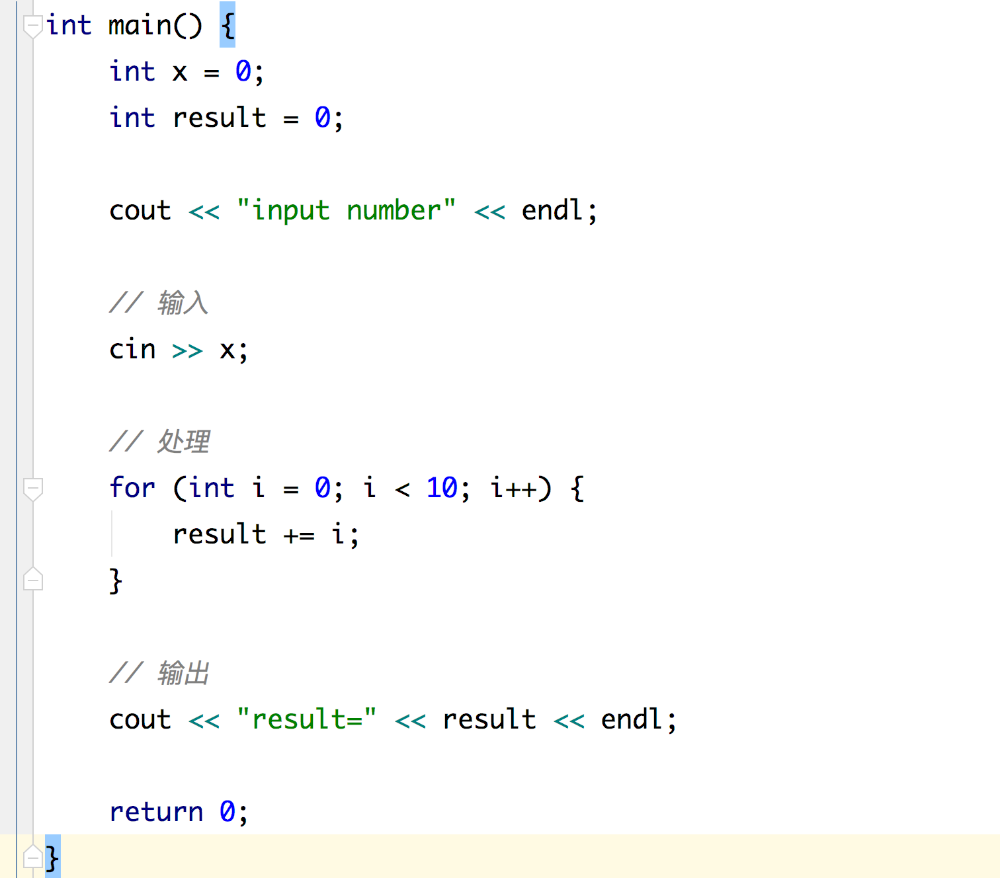 int main() {
    int x = 0;
    int result = 0;
    cout << "input number" << endl;
    // 输入
    cin >> x;
    // 处理
    for (int i = 0; i < 10; i++) {
        result += i;
    }
    // 输出
    cout << "result=" << result << endl;
    return 0;
}